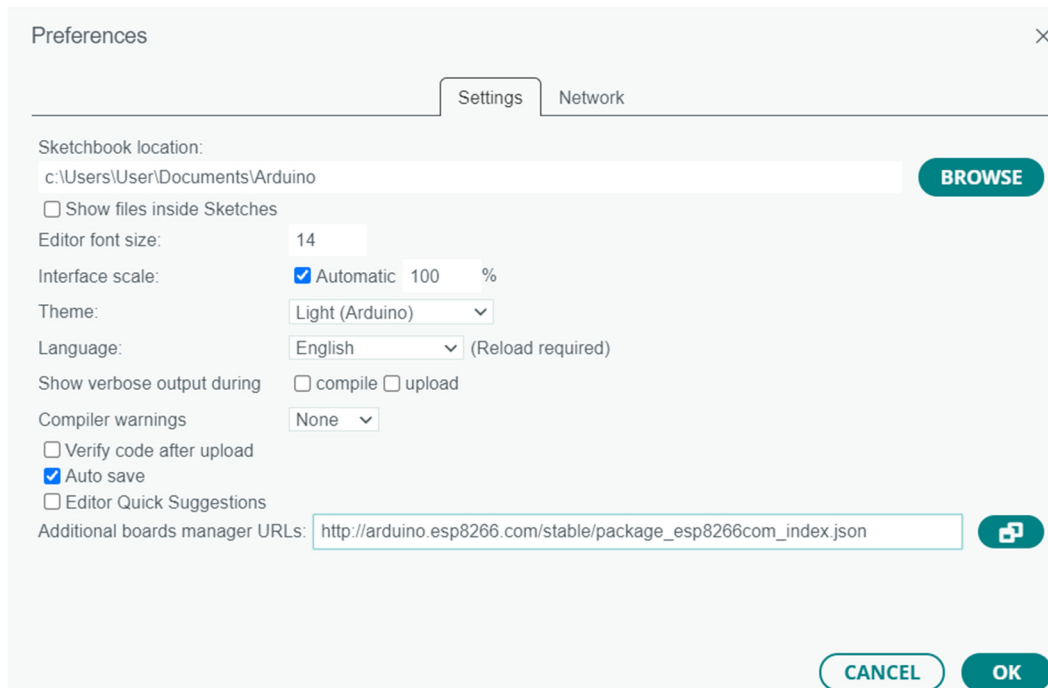 Preferences
Settings Network
Sketchbook location:
c:\Users\User\Documents\Arduino BROWSE
Show files inside Sketches
Editor font size: 14
Interface scale: Automatic 100 %
Theme: Light (Arduino)
Language: English (Reload required)
Show verbose output during compile upload
Compiler warnings None
Verify code after upload
Auto save
Editor Quick Suggestions
Additional boards manager URLs: http://arduino.esp8266.com/stable/package_esp8266com_index.json
CANCEL OK